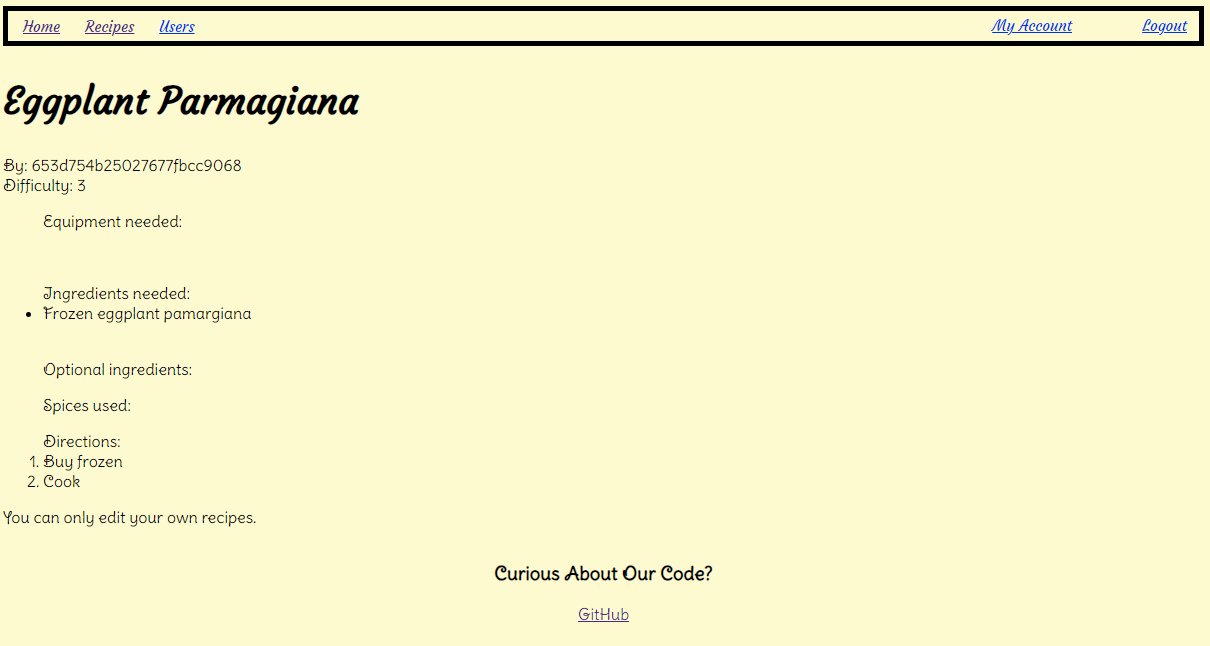 Home Recipes Users My Account Logout
Eggplant Parmagiana
By: 653d754b25027677fbcc9068
Difficulty: 3
Equipment needed:
Ingredients needed:
• Frozen eggplant pamargiana
Optional ingredients:
Spices used:
Directions:
1. Buy frozen
2. Cook
You can only edit your own recipes.
Curious About Our Code?
GitHub